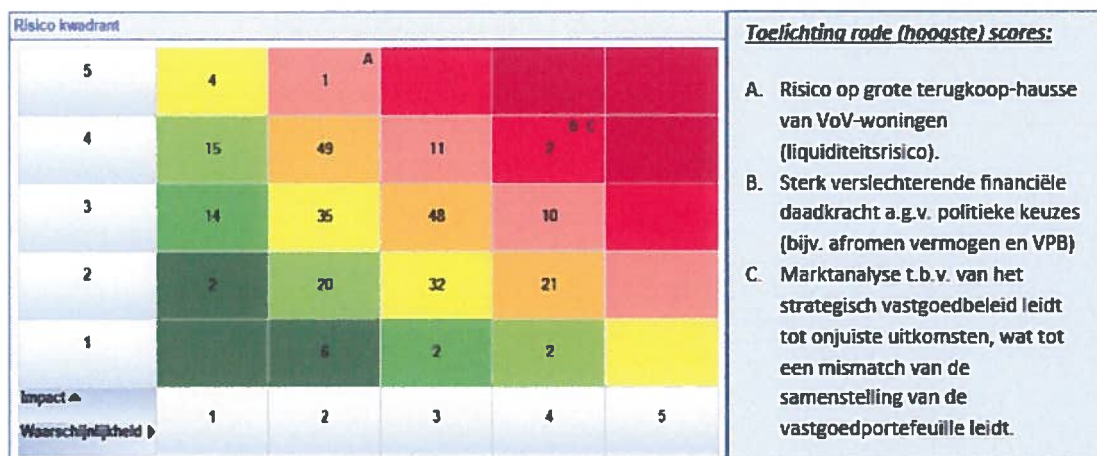 Risico kwadrant
5 4 1 A
4 15 49 11 2 B C
3 14 35 48 10
2 2 20 32 21
1 6 2 2
Impact ▲
Waarschijnlijkheid ▶ 1 2 3 4 5
Toelichting rode (hoogste) scores:
A. Risico op grote terugkoop-hausse
van VoV-woningen
(liquiditeitsrisico).
B. Sterk verslechterende financiële
daadkracht a.g.v. politieke keuzes
(bijv. afromen vermogen en VPB)
C. Marktanalyse t.b.v. van het
strategisch vastgoedbeleid leidt
tot onjuiste uitkomsten, wat tot
een mismatch van de
samenstelling van de
vastgoedportefeuille leidt.